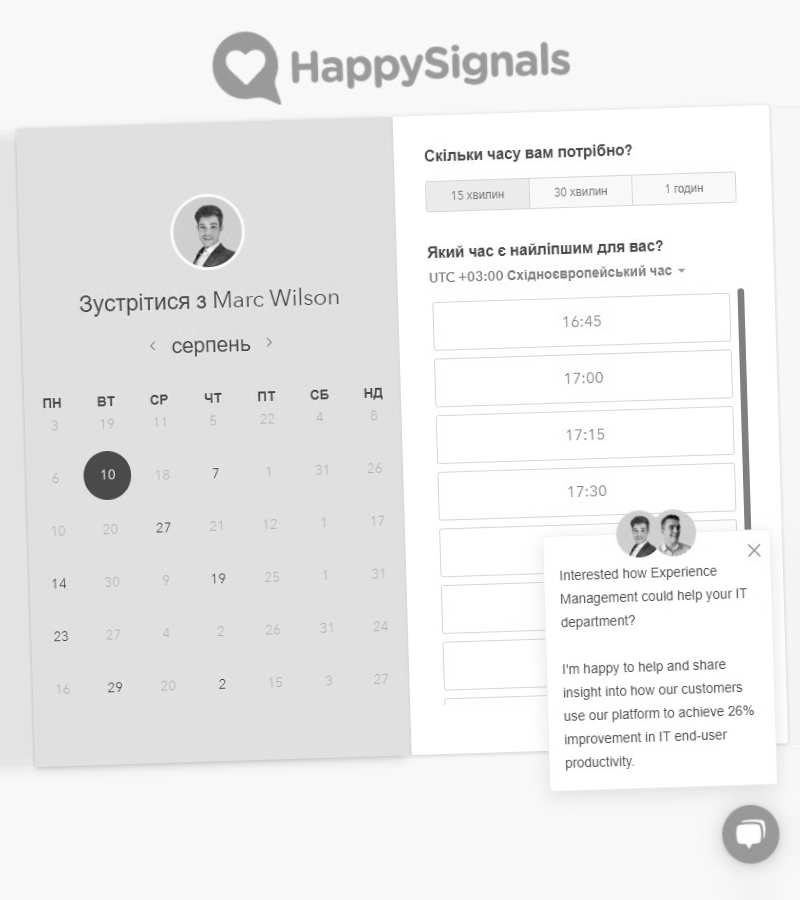 HappySignals
Зустрітися з Marc Wilson
серпень
ПН ВТ СР ЧТ ПТ СБ НД
3 19 11 5 22 4 8
6 10 18 7 1 31 26
10 20 27 21 12 1 17
14 30 9 19 25 1 31
23 27 4 2 26 31 24
16 29 20 2 15 3 27
Скільки часу вам потрібно?
15 хвилин 30 хвилин 1 годин
Який час є найліпшим для вас?
UTC +03:00 Східноєвропейський час
16:45
17:00
17:15
17:30
Interested how Experience
Management could help your IT
department?
I'm happy to help and share
insight into how our customers
use our platform to achieve 26%
improvement in IT end-user
productivity.